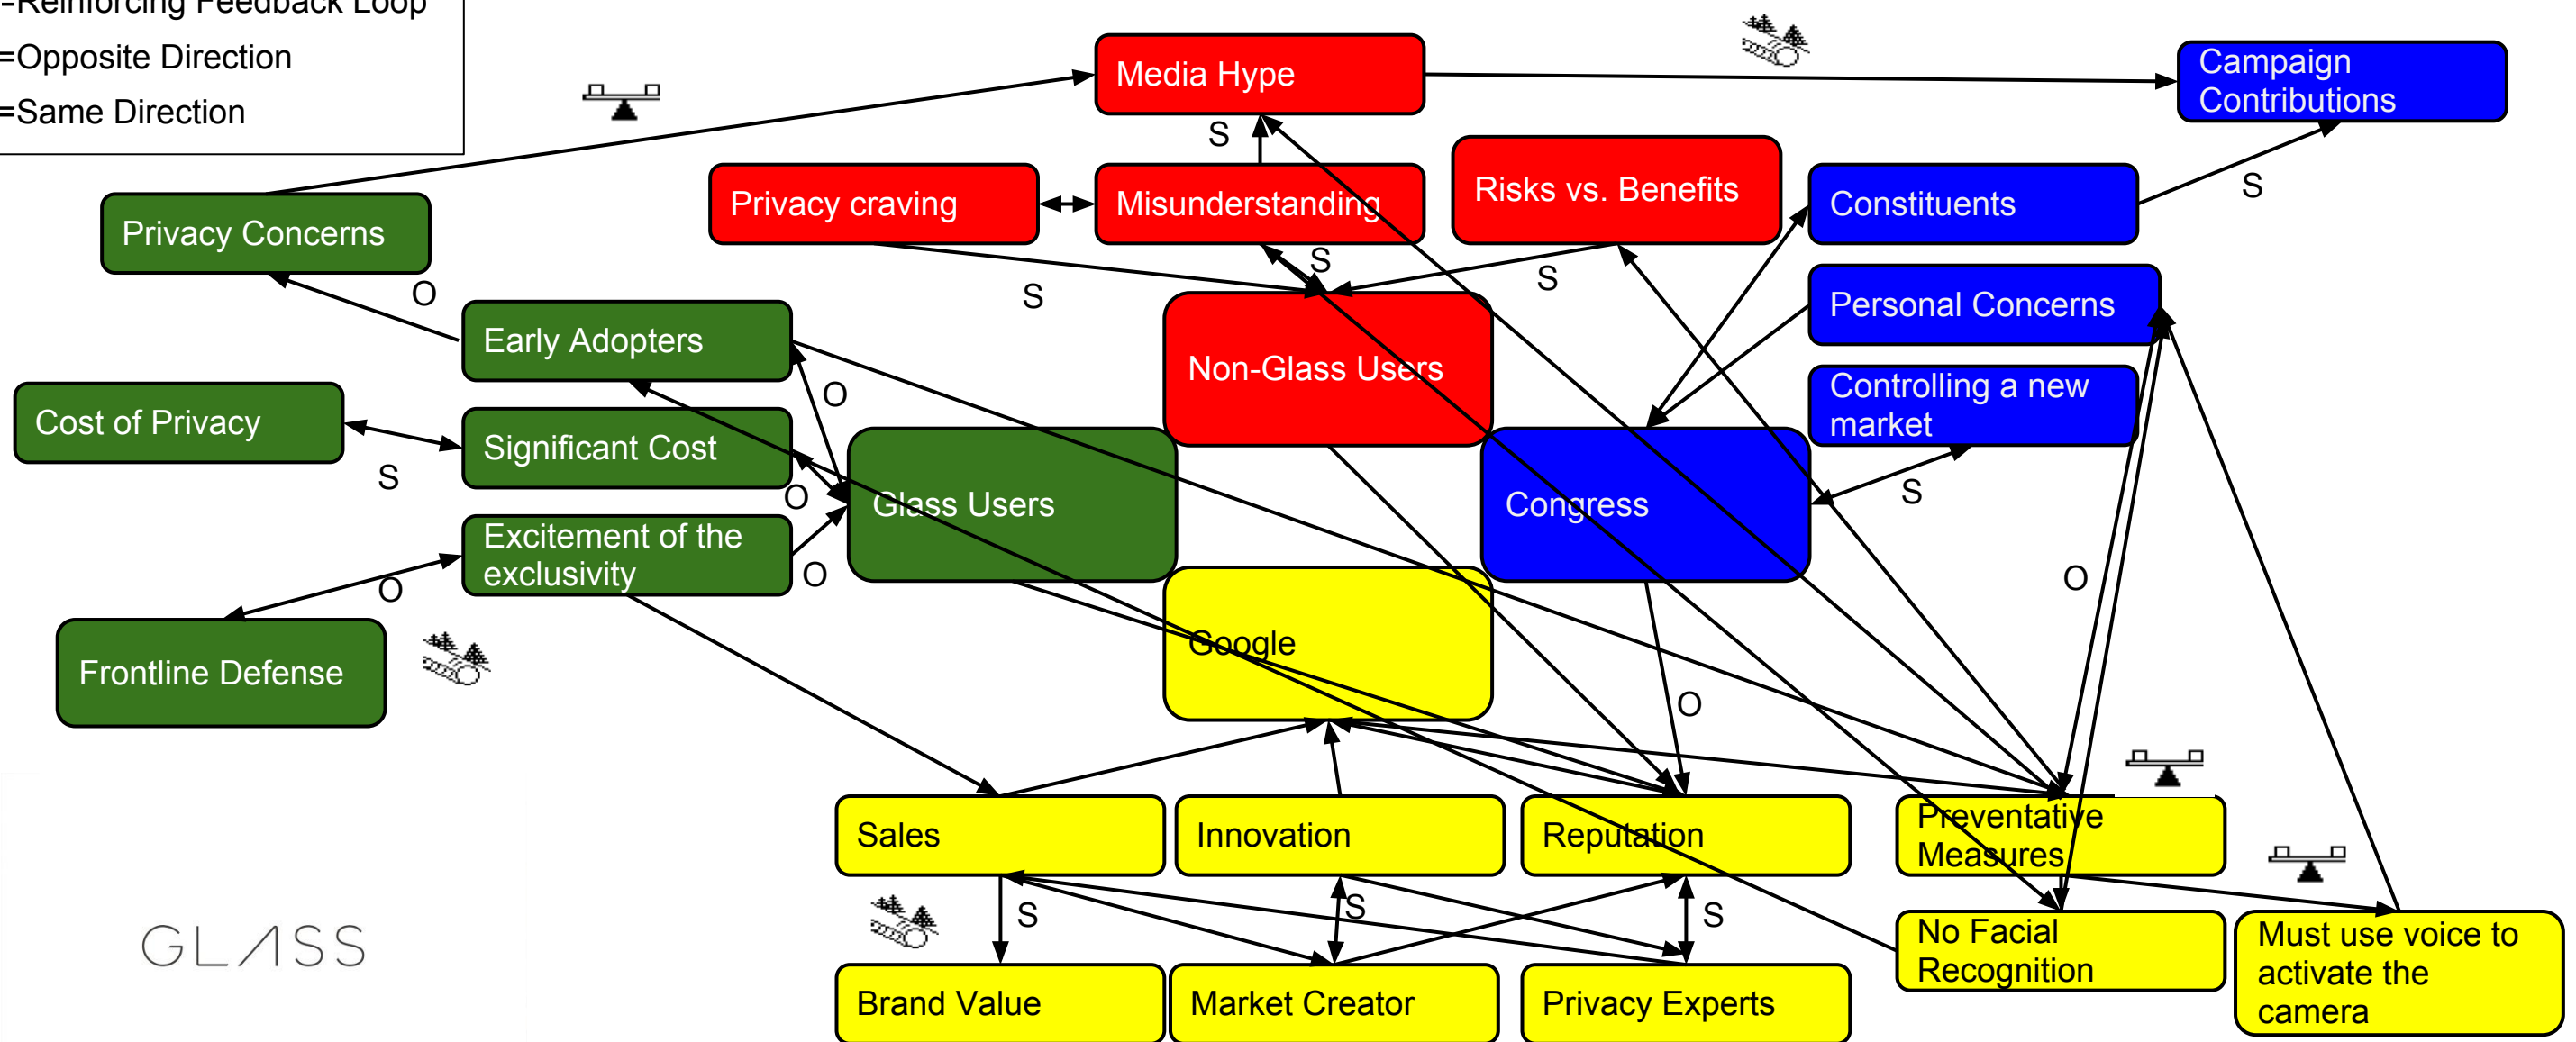 =Reinforcing Feedback Loop
=Opposite Direction
=Same Direction
Media Hype
Campaign
Contributions
S
Privacy craving
Misunderstanding
Risks vs. Benefits
Constituents
S
Privacy Concerns
S
S
S
O
Personal Concerns
Early Adopters
Non-Glass Users
O
Controlling a new
market
Cost of Privacy
S
Significant Cost
O
Glass Users
Congress
S
Excitement of the
exclusivity
O
O
O
Frontline Defense
Google
O
Sales
Innovation
Reputation
Preventative
Measures
S
S
S
GLASS
Brand Value
Market Creator
Privacy Experts
No Facial
Recognition
Must use voice to
activate the
camera